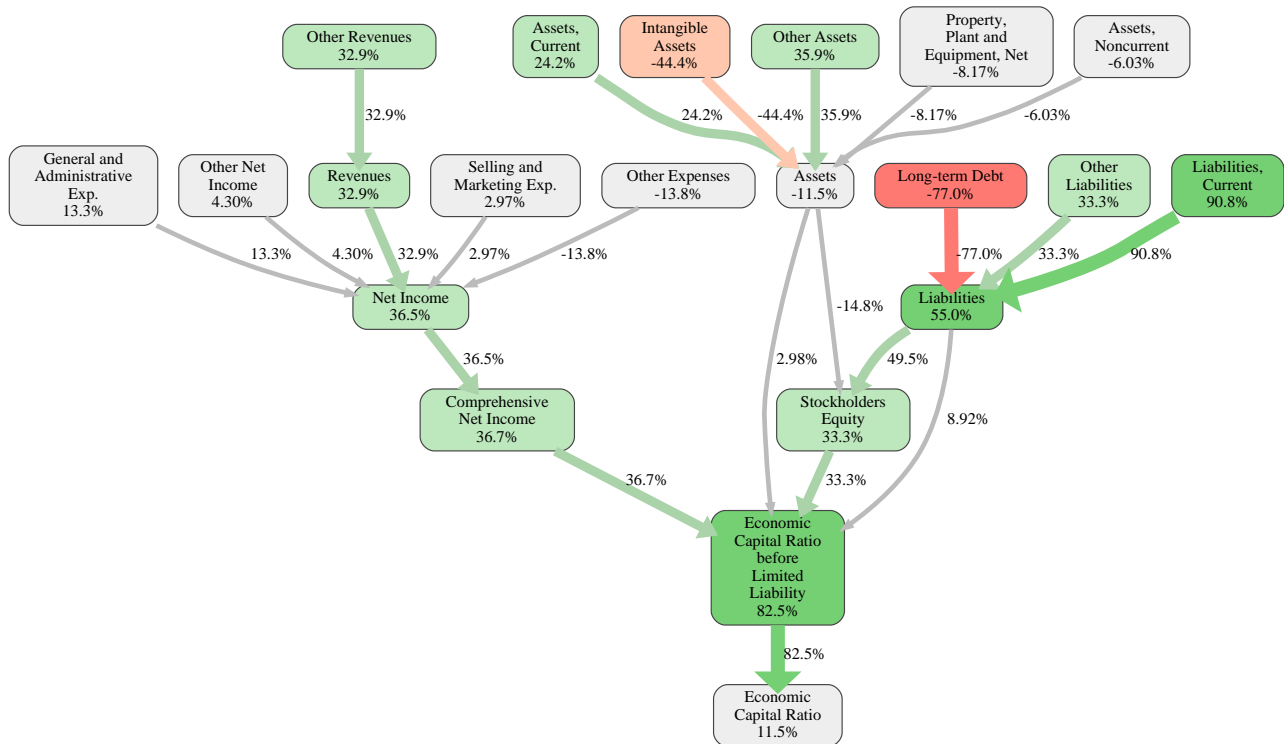 Other Revenues
32.9%
Assets,
Current
24.2%
Intangible
Assets
-44.4%
Other Assets
35.9%
Property,
Plant and
Equipment, Net
-8.17%
Assets,
Noncurrent
-6.03%
32.9%
24.2%
-44.4%
35.9%
-8.17%
-6.03%
General and
Administrative
Exp.
13.3%
Other Net
Income
4.30%
Revenues
32.9%
Selling and
Marketing Exp.
2.97%
Other Expenses
-13.8%
Assets
-11.5%
Long-term Debt
-77.0%
Other
Liabilities
33.3%
Liabilities,
Current
90.8%
13.3%
4.30%
32.9%
2.97%
-13.8%
-77.0%
33.3%
90.8%
Net Income
36.5%
-14.8%
Liabilities
55.0%
36.5%
2.98%
49.5%
Comprehensive
Net Income
36.7%
Stockholders
Equity
33.3%
8.92%
36.7%
33.3%
Economic
Capital Ratio
before
Limited
Liability
82.5%
82.5%
Economic
Capital Ratio
11.5%